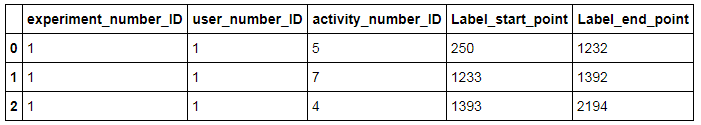 experiment_number_ID user_number_ID activity_number_ID Label_start_point Label_end_point
0 1 1 5 250 1232
1 1 1 7 1233 1392
2 1 1 4 1393 2194